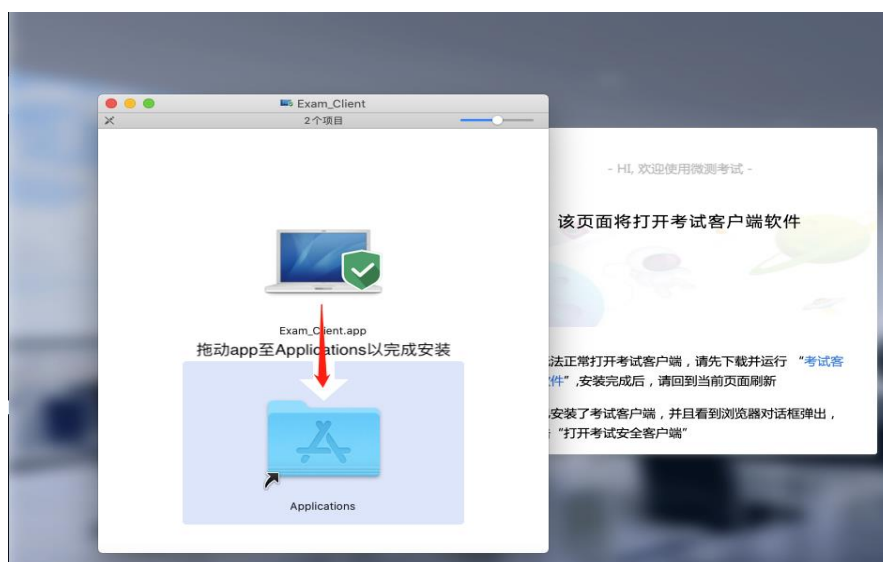 Exam_Client
2个项目
Exam_Client.app
拖动app至Applications以完成安装
Applications
- HI, 欢迎使用微测考试 -
该页面将打开考试客户端软件
法正常打开考试客户端，请先下载并运行 “考试客
件”,安装完成后，请回到当前页面刷新
安装了考试客户端，并且看到浏览器对话框弹出，
“打开考试安全客户端”